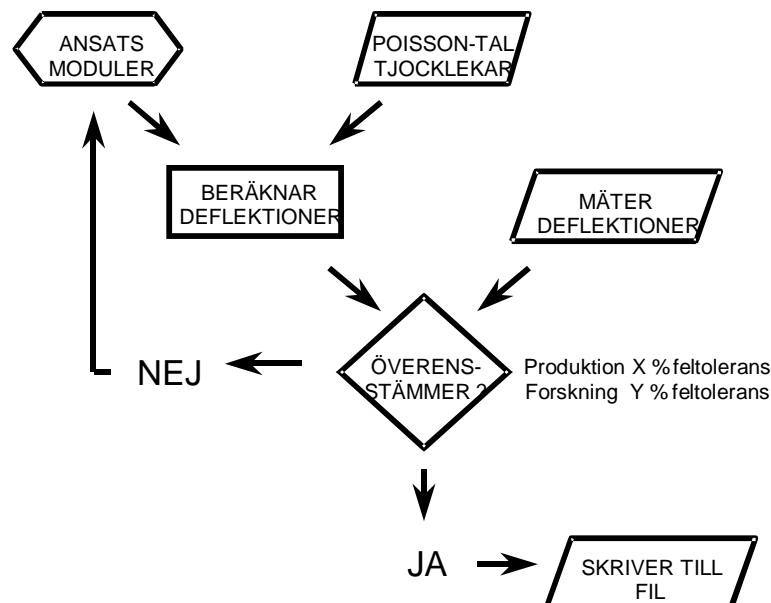 ANSATS
MODULER
POISSON-TAL
TJOCKLEKAR
BERÄKNAR
DEFLEKTIONER
MÄTER
DEFLEKTIONER
ÖVERENS-
STÄMMER ?
Produktion X % feltolerans
Forskning Y % feltolerans
NEJ
JA
SKRIVER TILL
FIL